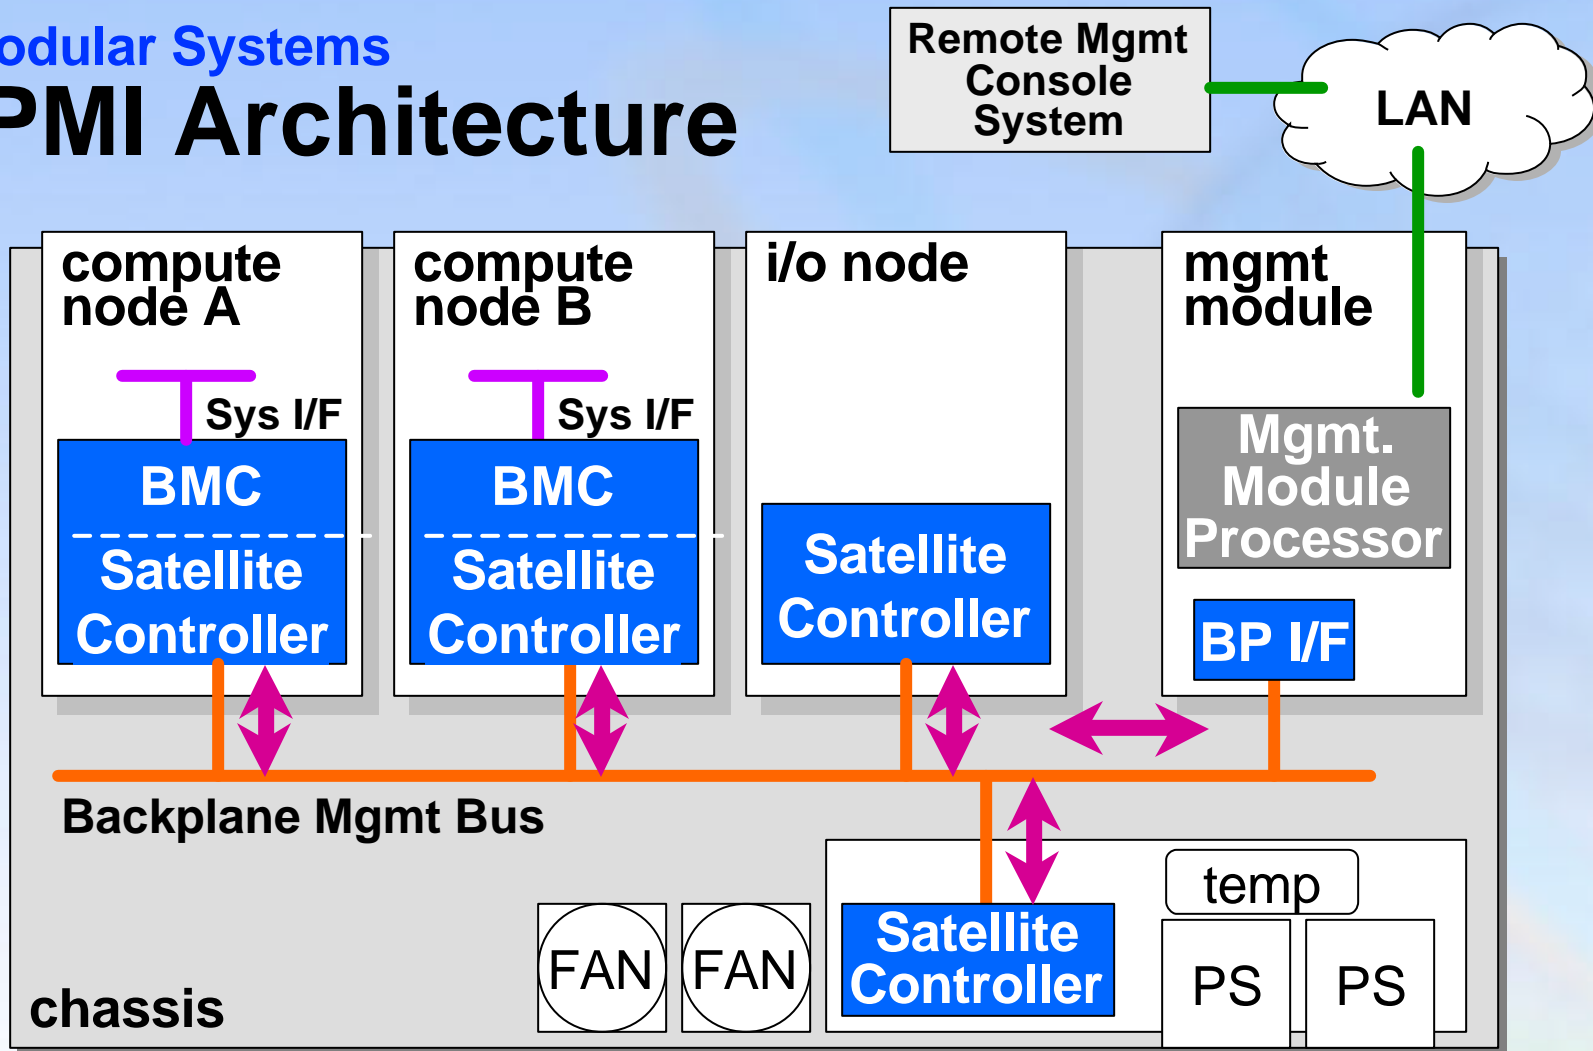 odular Systems
PMI Architecture
Remote Mgmt
Console
System
LAN
compute
node A
Sys I/F
BMC
Satellite
Controller
compute
node B
Sys I/F
BMC
Satellite
Controller
i/o node
Satellite
Controller
mgmt
module
Mgmt.
Module
Processor
BP I/F
Backplane Mgmt Bus
temp
FAN
FAN
Satellite
Controller
PS
PS
chassis